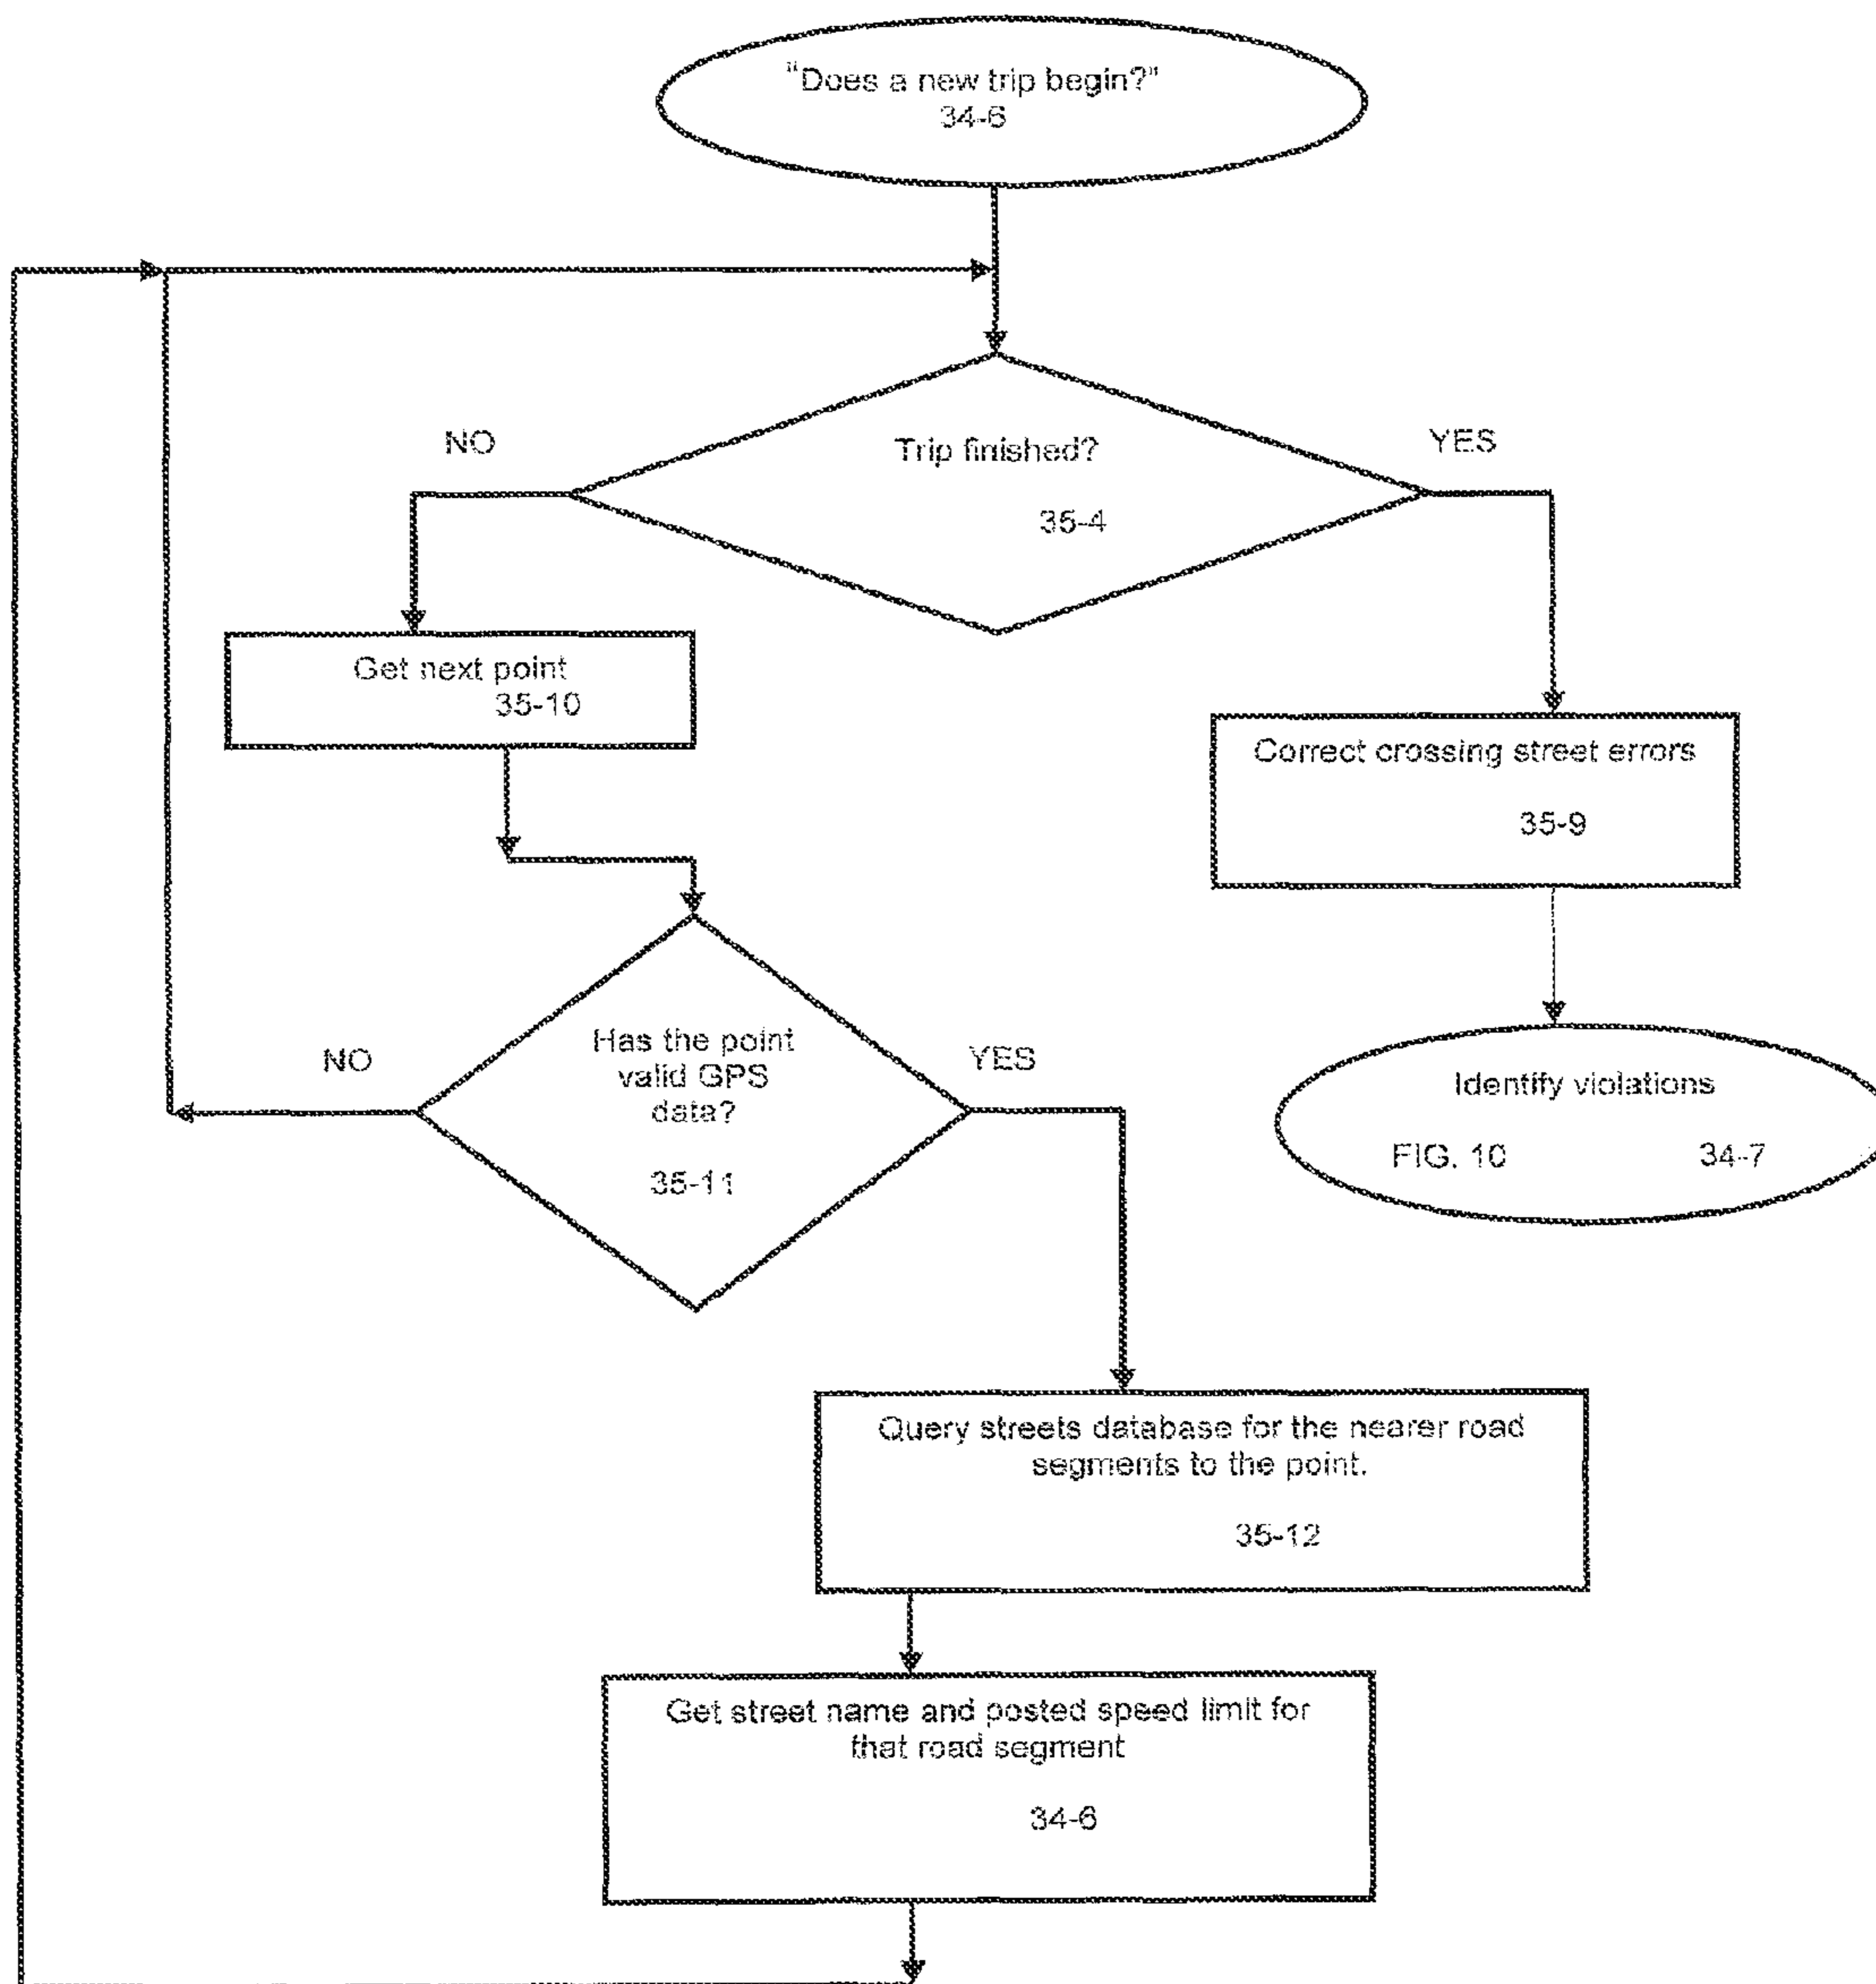 "Does a new trip begin?"
34-6
NO
Trip finished?
YES
35-4
Get next point
35-10
Correct crossing street errors
35-9
NO
Has the point
valid GPS
data?
YES
35-11
Identify violations
FIG. 10 34-7
Query streets database for the nearer road
segments to the point.
35-12
Get street name and posted speed limit for
that road segment
34-6